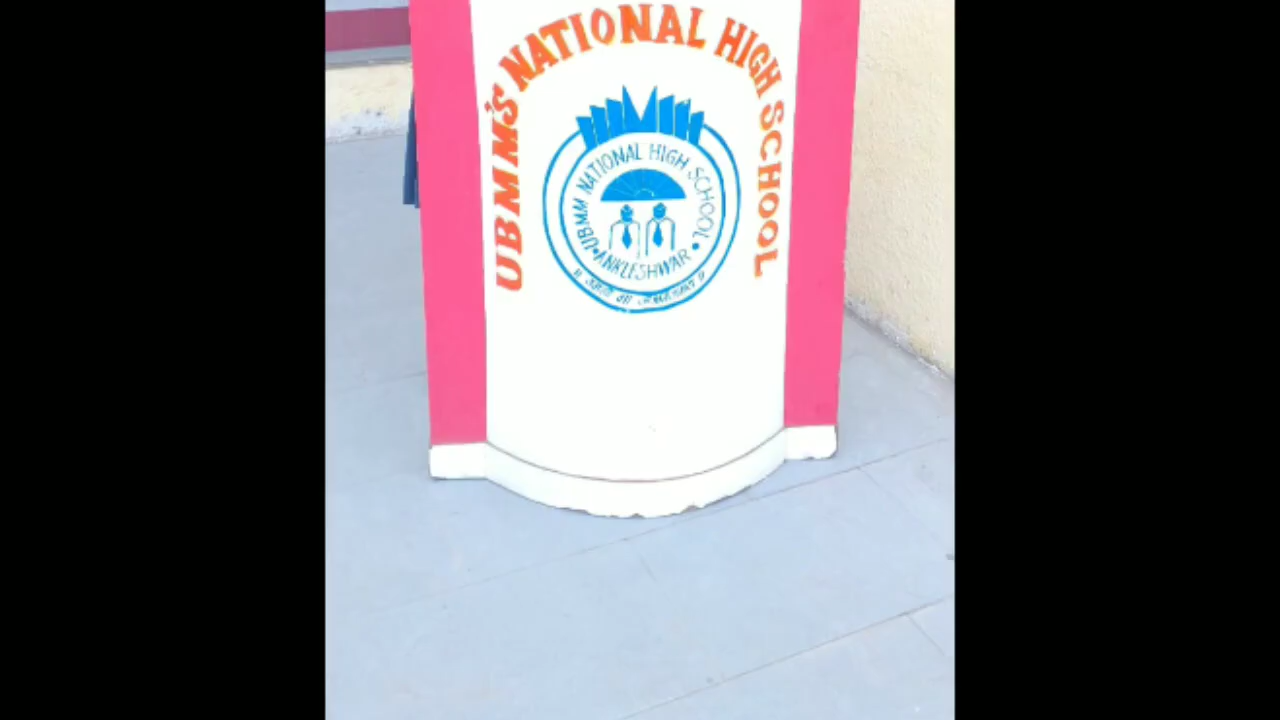 UBMM'S NATIONAL HIGH SCHOOL
UBMM NATIONAL HIGH SCHOOL
ANKLESHWAR